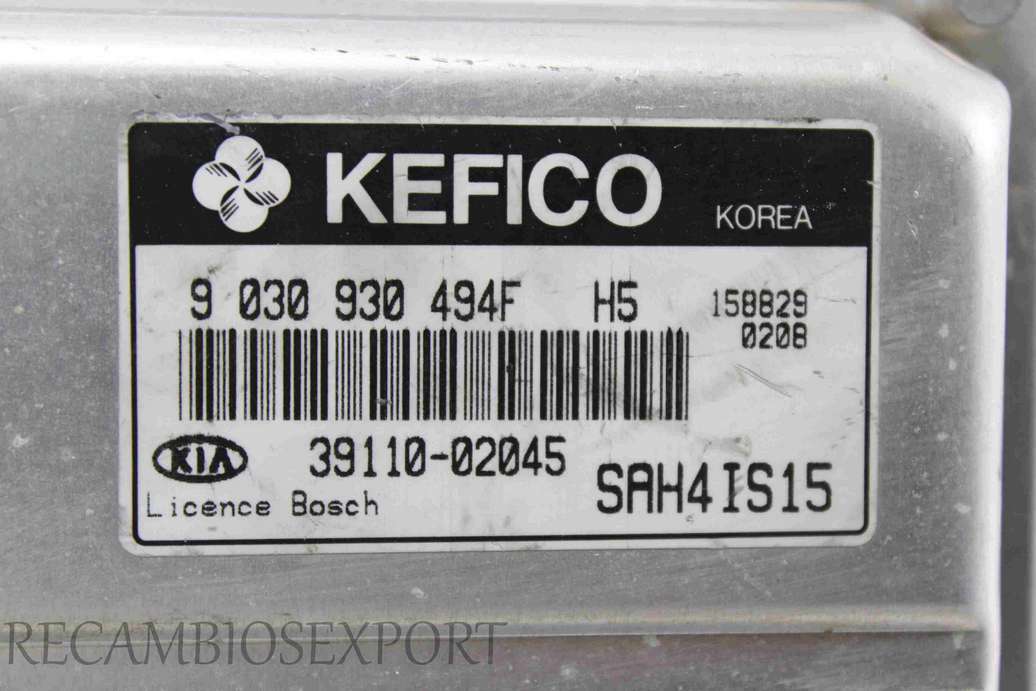 KEFICO
KOREA
9 030 930 494F H5
158829
0208
39110-02045
KIA
SAH4IS15
Licence Bosch
RECAMBIOSEXPORT